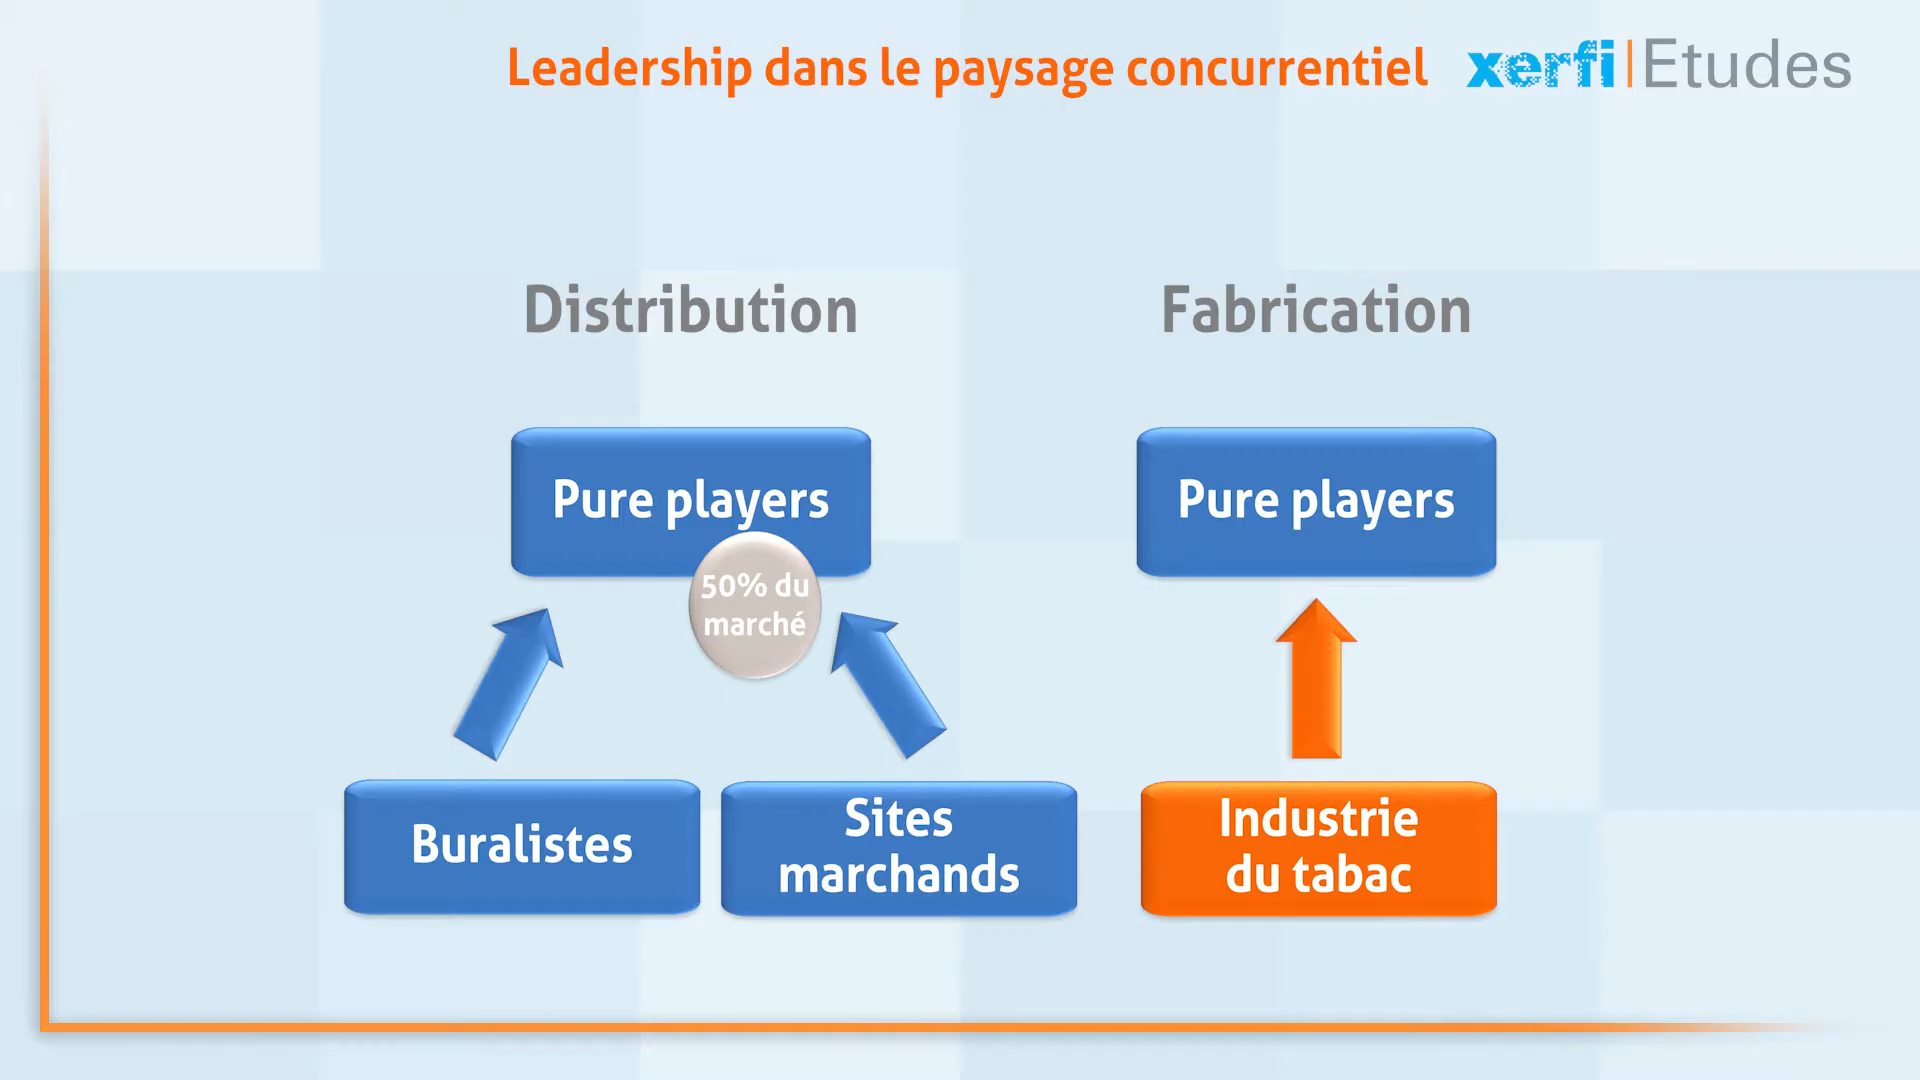 Leadership dans le paysage concurrentiel
xerfi Etudes
Distribution
Fabrication
Pure players
50% du
marché
Pure players
Buralistes
Sites
marchands
Industrie
du tabac